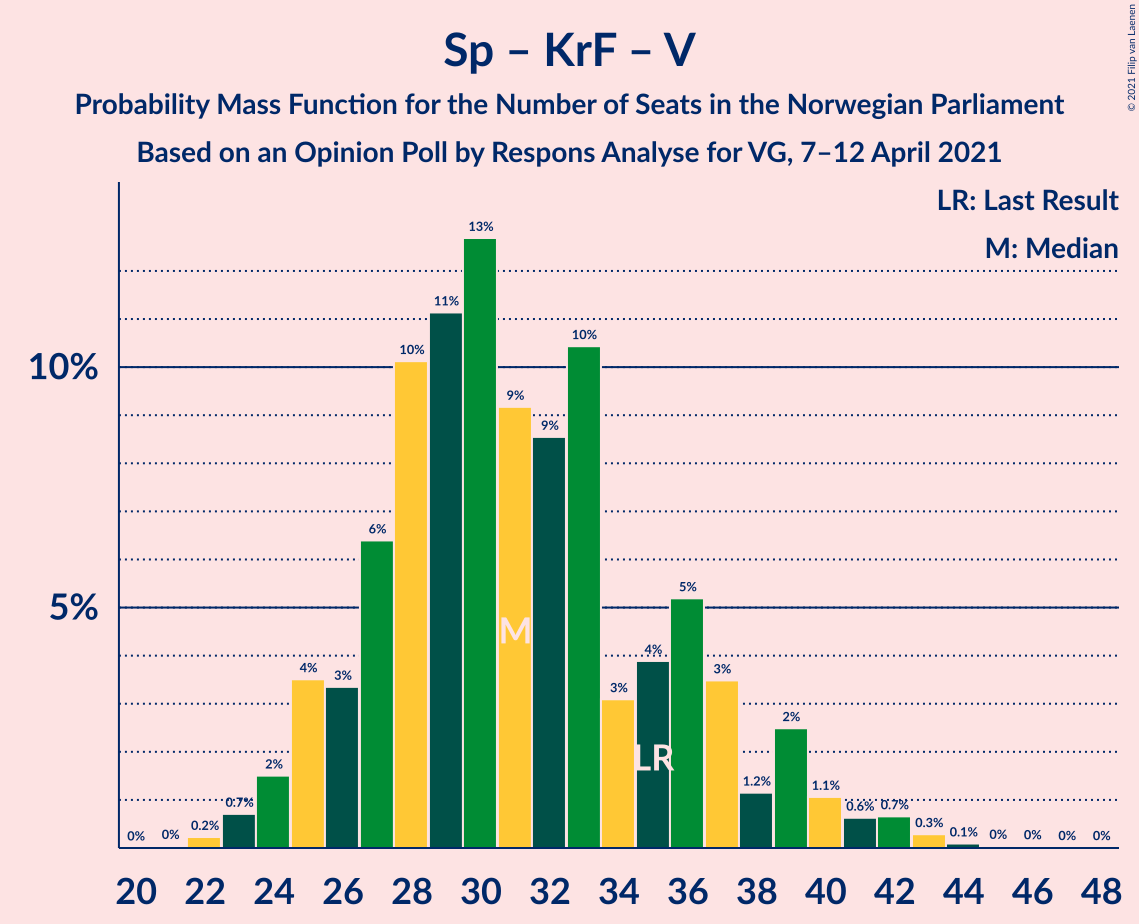 Sp – KrF – V
Probability Mass Function for the Number of Seats in the Norwegian Parliament
Based on an Opinion Poll by Respons Analyse for VG, 7–12 April 2021
© 2021 Filip van Laenen
LR: Last Result
M: Median
10%
5%
0% 0% 0.2% 0.7% 2% 4% 3% 6% 10% 11% 13% 9% 9% 10% 3% 4% 5% 3% 1.2% 2% 1.1% 0.6% 0.7% 0.3% 0.1% 0% 0% 0% 0%
M
LR
20 22 24 26 28 30 32 34 36 38 40 42 44 46 48